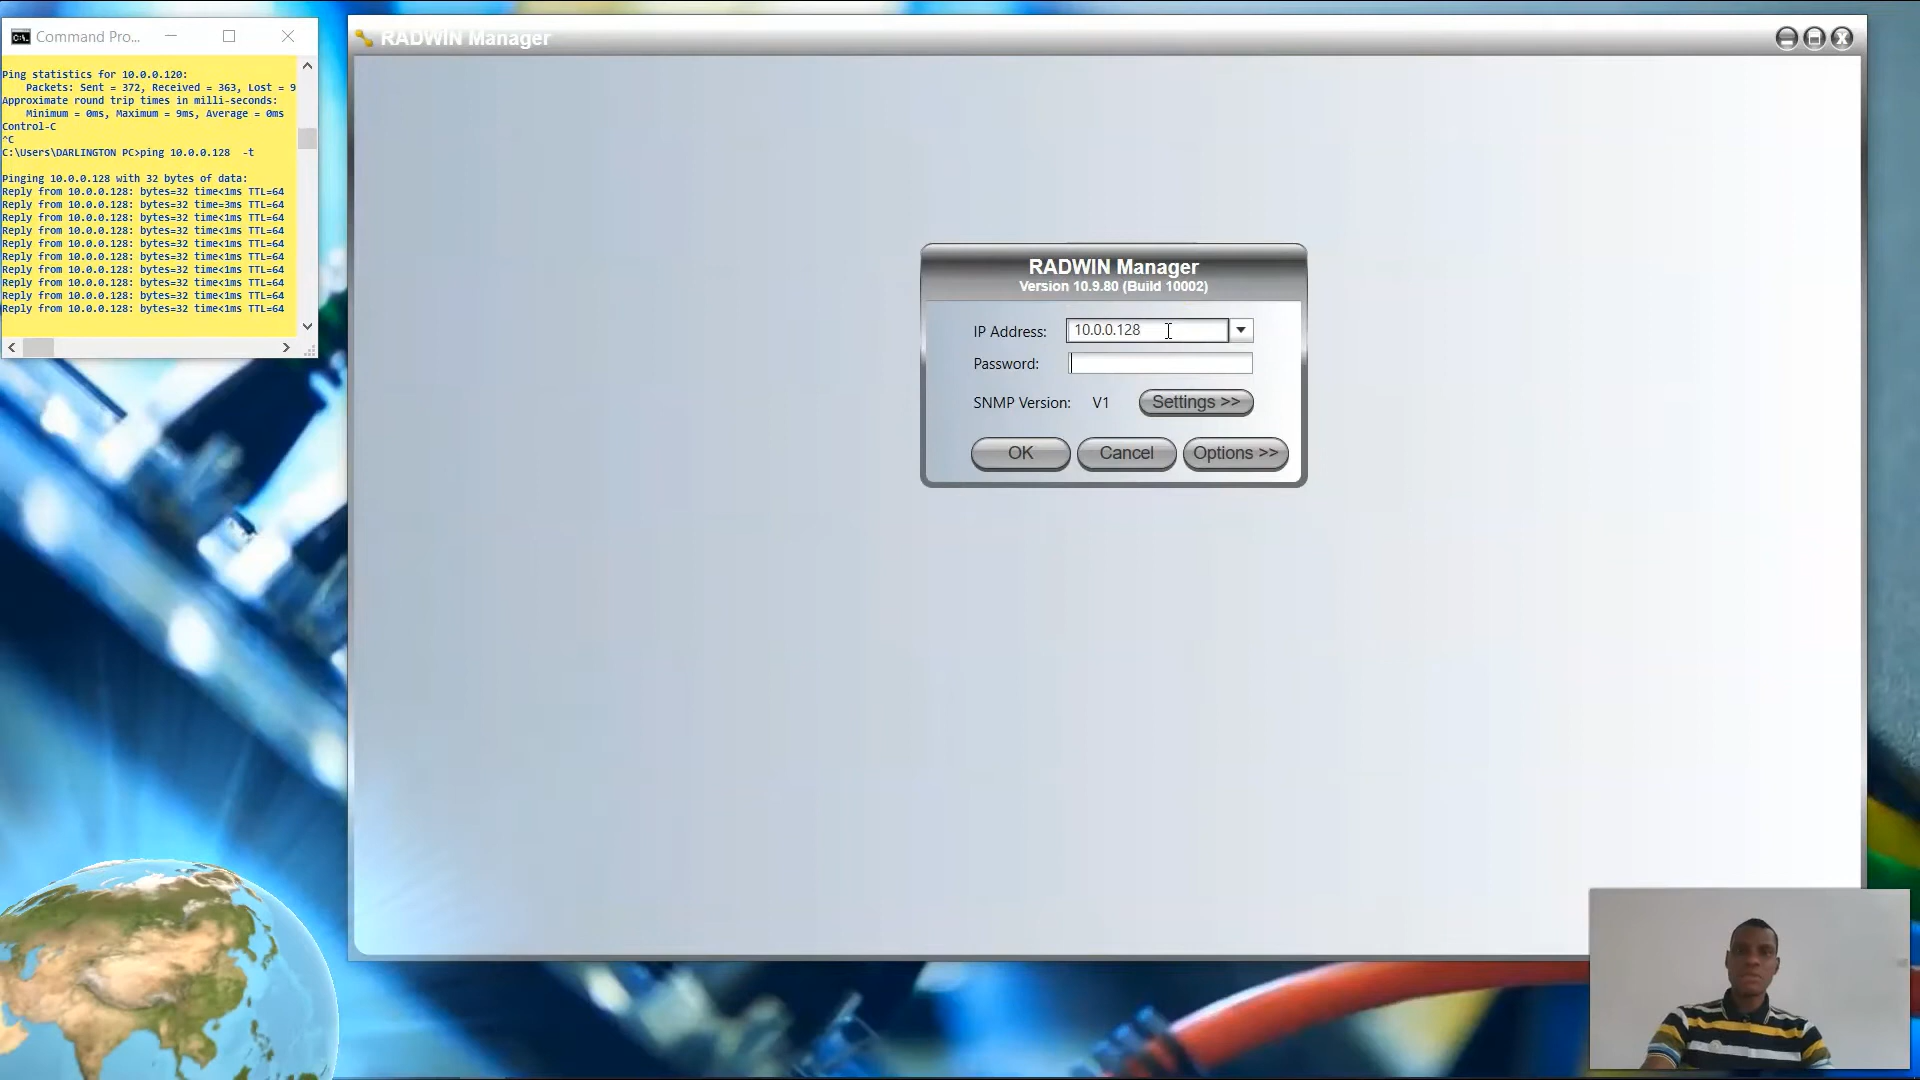 Command Pro...
Ping statistics for 10.0.0.120:
Packets: Sent = 372, Received = 363, Lost = 9
Approximate round trip times in milli-seconds:
Minimum = 0ms, Maximum = 9ms, Average = 0ms
Control-C
^C
C:\Users\DARLINGTON PC>ping 10.0.0.128  -t
Pinging 10.0.0.128 with 32 bytes of data:
Reply from 10.0.0.128: bytes=32 time<1ms TTL=64
Reply from 10.0.0.128: bytes=32 time=3ms TTL=64
Reply from 10.0.0.128: bytes=32 time<1ms TTL=64
Reply from 10.0.0.128: bytes=32 time<1ms TTL=64
Reply from 10.0.0.128: bytes=32 time<1ms TTL=64
Reply from 10.0.0.128: bytes=32 time<1ms TTL=64
Reply from 10.0.0.128: bytes=32 time<1ms TTL=64
Reply from 10.0.0.128: bytes=32 time<1ms TTL=64
Reply from 10.0.0.128: bytes=32 time<1ms TTL=64
Reply from 10.0.0.128: bytes=32 time<1ms TTL=64
RADWIN Manager
RADWIN Manager
Version 10.9.80 (Build 10002)
IP Address: 10.0.0.128
Password:
SNMP Version: V1 Settings >>
OK Cancel Options >>